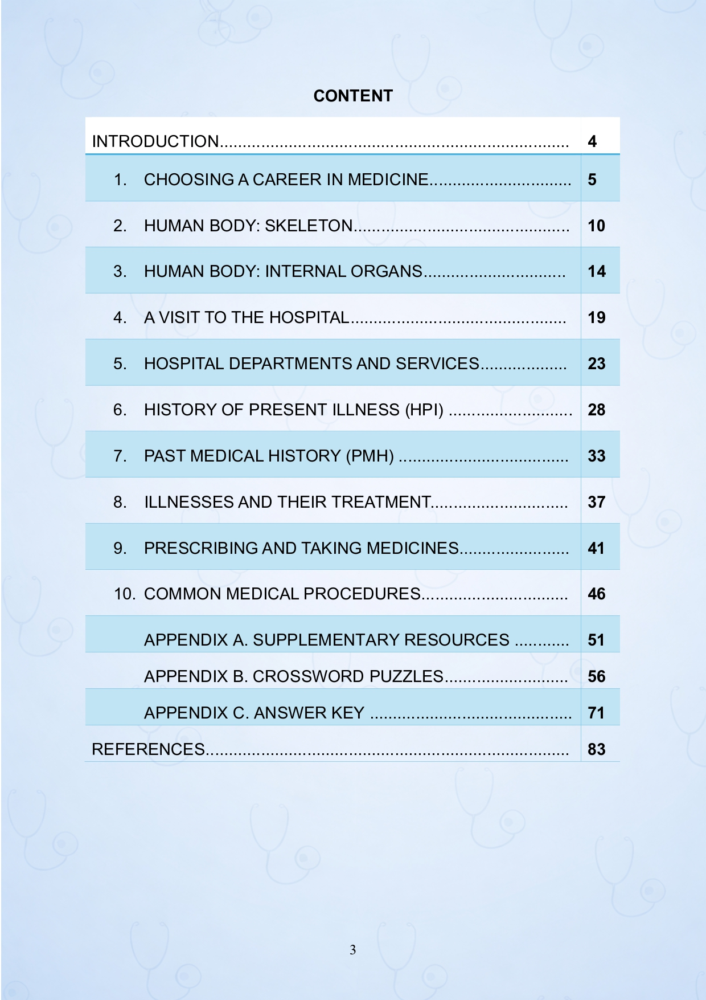 CONTENT
INTRODUCTION............................................................................ 4
1. CHOOSING A CAREER IN MEDICINE............................... 5
2. HUMAN BODY: SKELETON............................................... 10
3. HUMAN BODY: INTERNAL ORGANS............................... 14
4. A VISIT TO THE HOSPITAL............................................... 19
5. HOSPITAL DEPARTMENTS AND SERVICES................... 23
6. HISTORY OF PRESENT ILLNESS (HPI) ........................... 28
7. PAST MEDICAL HISTORY (PMH) ..................................... 33
8. ILLNESSES AND THEIR TREATMENT.............................. 37
9. PRESCRIBING AND TAKING MEDICINES........................ 41
10. COMMON MEDICAL PROCEDURES................................ 46
APPENDIX A. SUPPLEMENTARY RESOURCES ............ 51
APPENDIX B. CROSSWORD PUZZLES........................... 56
APPENDIX C. ANSWER KEY ............................................ 71
REFERENCES............................................................................... 83
3